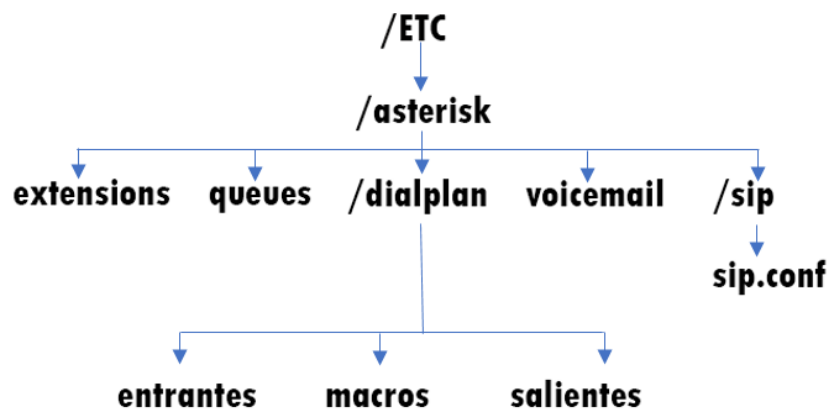 /ETC
/asterisk
extensions queues /dialplan voicemail /sip
sip.conf
entrantes macros salientes